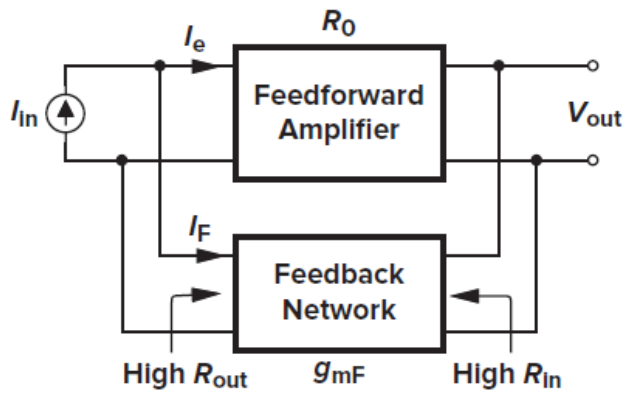 R0
Ie
Feedforward
Amplifier
Iin
Vout
IF
Feedback
Network
High Rout
gmF
High Rin